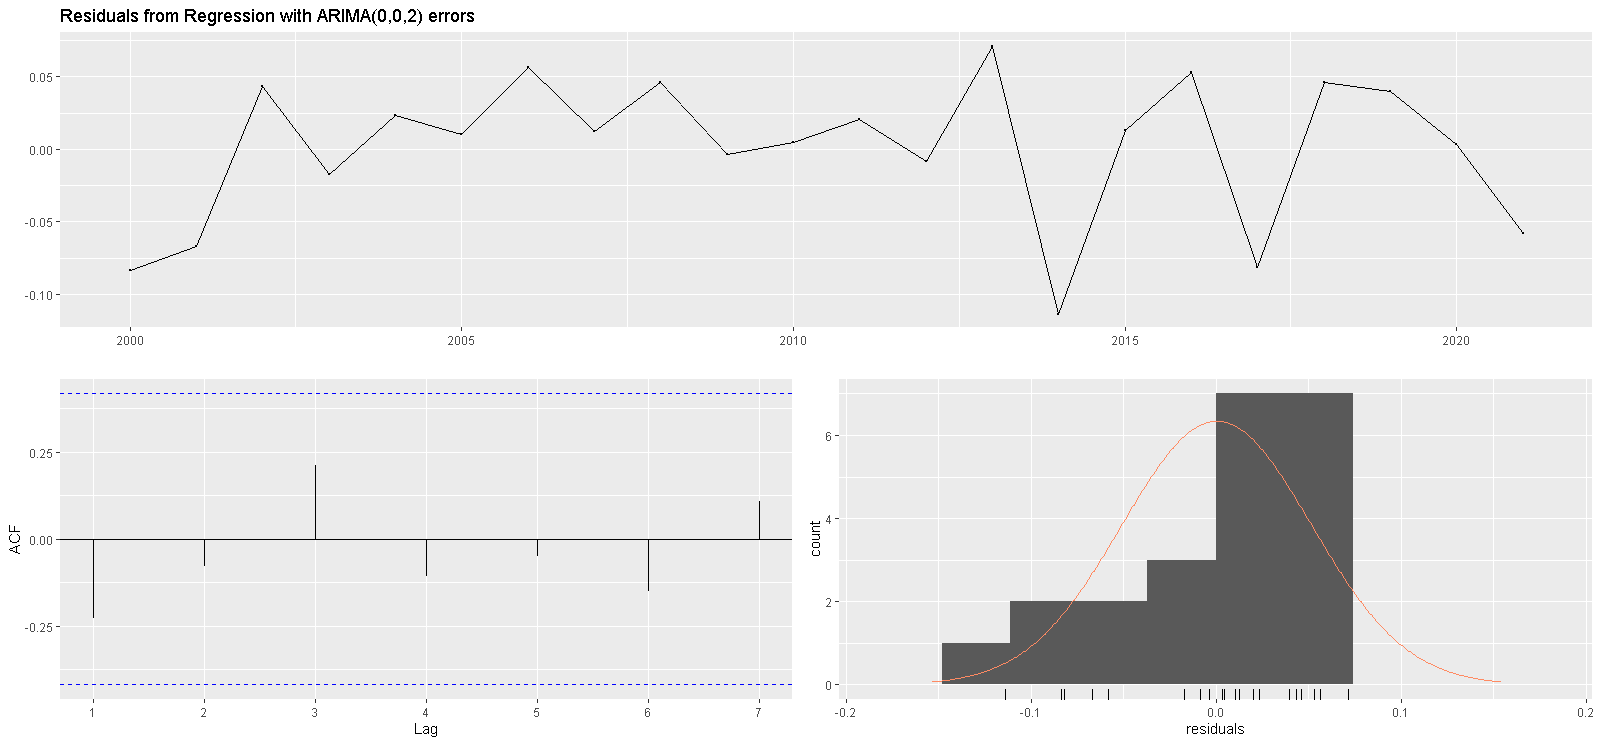 Residuals from Regression with ARIMA(0,0,2) errors
0.05
0.00
-0.05
-0.10
2000 2005 2010 2015 2020
ACF
0.25
0.00
-0.25
1 2 3 4 5 6 7
Lag
count
6
4
2
0
-0.2 -0.1 0.0 0.1 0.2
residuals